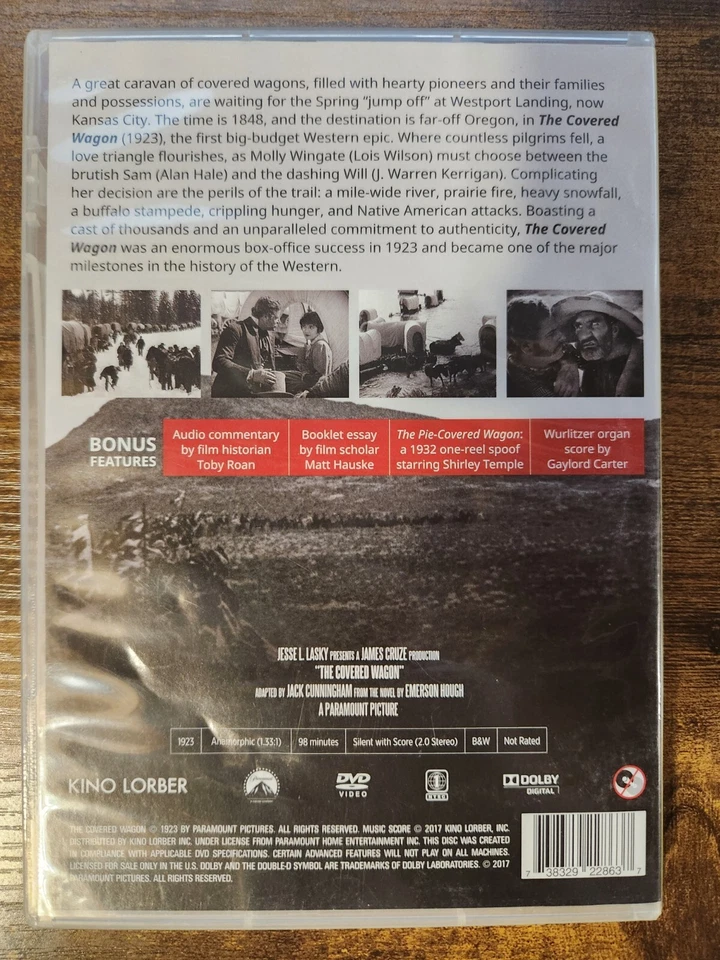 A great caravan of covered wagons, filled with hearty pioneers and their families
and possessions, are waiting for the Spring “jump off” at Westport Landing, now
Kansas City. The time is 1848, and the destination is far-off Oregon, in The Covered
Wagon (1923), the first big-budget Western epic. Where countless pilgrims fell, a
love triangle flourishes, as Molly Wingate (Lois Wilson) must choose between the
brutish Sam (Alan Hale) and the dashing Will (J. Warren Kerrigan). Complicating
her decision are the perils of the trail: a mile-wide river, prairie fire, heavy snowfall,
a buffalo stampede, crippling hunger, and Native American attacks. Boasting a
cast of thousands and an unparalleled commitment to authenticity, The Covered
Wagon was an enormous box-office success in 1923 and became one of the major
milestones in the history of the Western.
BONUS
FEATURES
Audio commentary
by film historian
Toby Roan
Booklet essay
by film scholar
Matt Hauske
The Pie-Covered Wagon:
a 1932 one-reel spoof
starring Shirley Temple
Wurlitzer organ
score by
Gaylord Carter
JESSE L. LASKY PRESENTS A JAMES CRUZE PRODUCTION
"THE COVERED WAGON"
ADAPTED BY JACK CUNNINGHAM FROM THE NOVEL BY EMERSON HOUGH
A PARAMOUNT PICTURE
1923 Anamorphic (1.33:1) 98 minutes Silent with Score (2.0 Stereo) B&W Not Rated
KINO LORBER
Paramount
DVD
VIDEO
1
NTSC
DOLBY
DIGITAL
THE COVERED WAGON © 1923 BY PARAMOUNT PICTURES. ALL RIGHTS RESERVED. MUSIC SCORE © 2017 KINO LORBER, INC.
DISTRIBUTED BY KINO LORBER INC. UNDER LICENSE FROM PARAMOUNT HOME ENTERTAINMENT INC. THIS DISC WAS CREATED
IN COMPLIANCE WITH APPLICABLE DVD SPECIFICATIONS. CERTAIN ADVANCED FEATURES WILL NOT PLAY ON ALL MACHINES.
LICENSED FOR SALE ONLY IN THE U.S. DOLBY AND THE DOUBLE-D SYMBOL ARE TRADEMARKS OF DOLBY LABORATORIES. © 2017
PARAMOUNT PICTURES. ALL RIGHTS RESERVED.
7 38329 22863 7